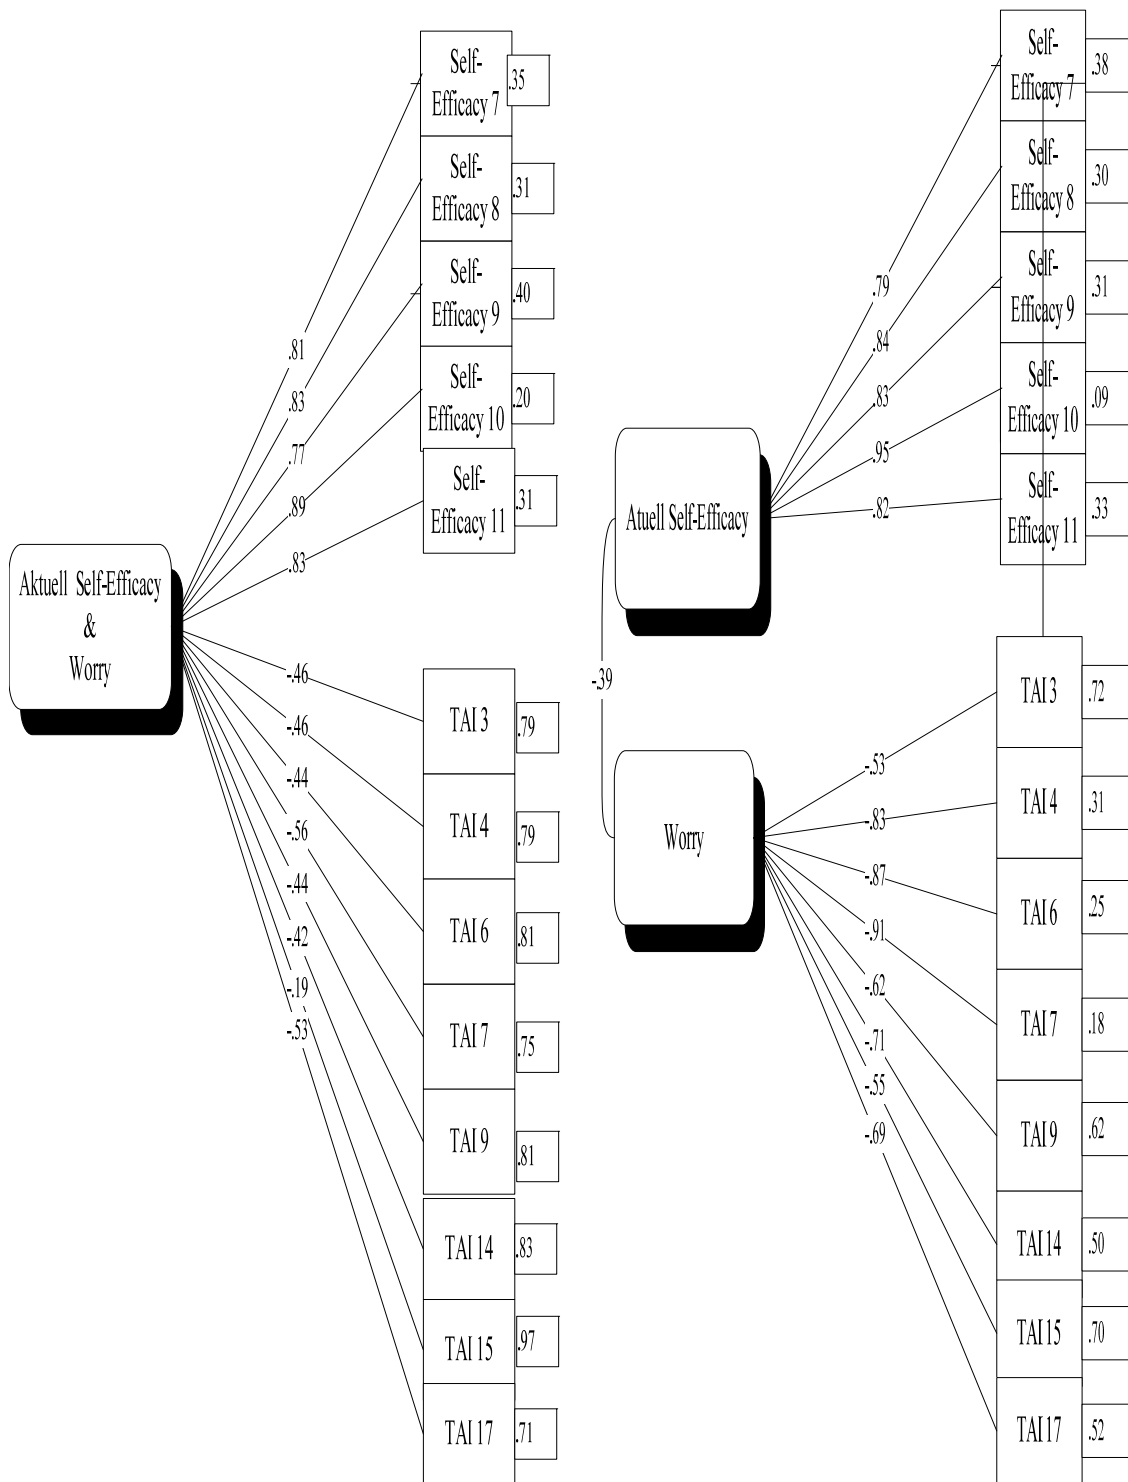 Self-
Efficacy 7
.35
Self-
Efficacy 8
.31
Self-
Efficacy 9
.40
Self-
Efficacy 10
.20
Self-
Efficacy 11
.31
.81
.83
.77
.89
.83
Aktuell Self-Efficacy
&
Worry
-.46
-.46
-.44
-.56
-.44
-.42
-.19
-.53
TAI 3
.79
TAI 4
.79
TAI 6
.81
TAI 7
.75
TAI 9
.81
TAI 14
.83
TAI 15
.97
TAI 17
.71
Self-
Efficacy 7
.38
Self-
Efficacy 8
.30
Self-
Efficacy 9
.31
Self-
Efficacy 10
.09
Self-
Efficacy 11
.33
.79
.84
.83
.95
.82
Atuell Self-Efficacy
-.39
Worry
-.53
-.83
-.87
-.91
-.62
-.71
-.55
-.69
TAI 3
.72
TAI 4
.31
TAI 6
.25
TAI 7
.18
TAI 9
.62
TAI 14
.50
TAI 15
.70
TAI 17
.52